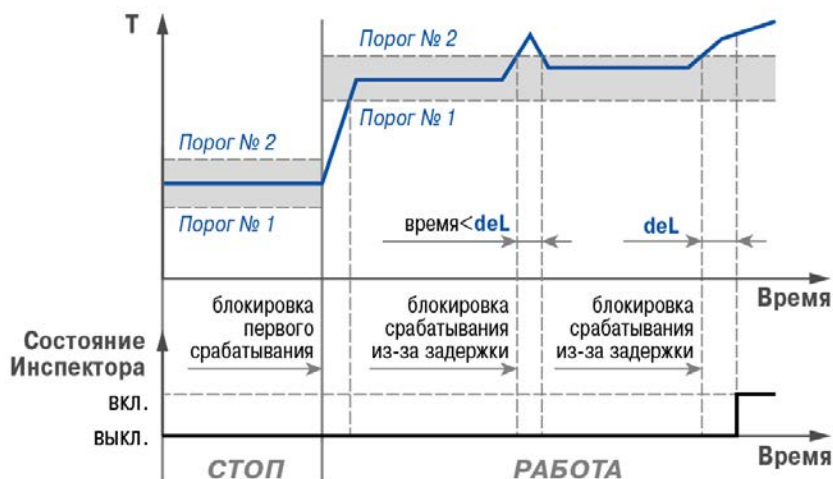 Т
Порог № 2
Порог № 1
Порог № 2
Порог № 1
время<deL
deL
Время
блокировка
первого
срабатывания
блокировка
срабатывания
из-за задержки
блокировка
срабатывания
из-за задержки
Состояние
Инспектора
вкл.
выкл.
Время
СТОП
РАБОТА